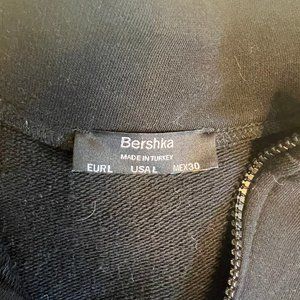 Bershka
MADE IN TURKEY
EUR L USA L MEX 30